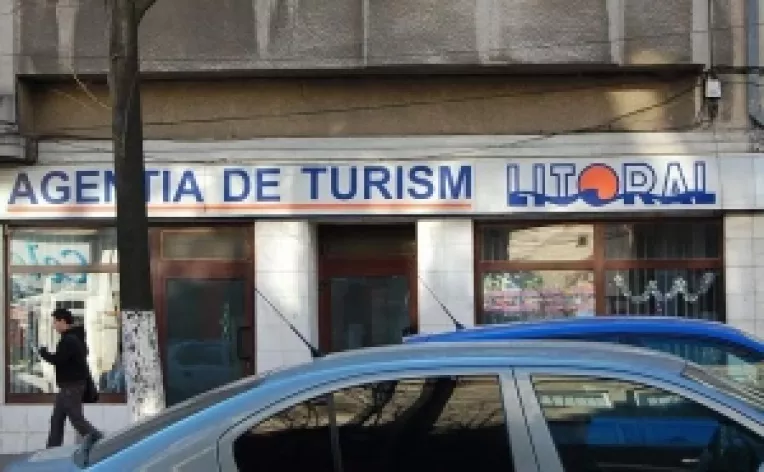 AGENTIA DE TURISM LITORAL